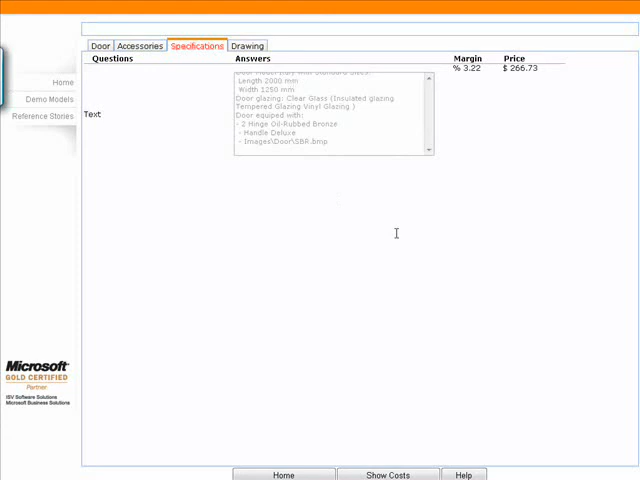 Door Accessories Specifications Drawing
Questions Answers Margin Price
% 3.22 $ 266.73
Length 2000 mm
Width 1250 mm
Door glazing: Clear Glass (Insulated glazing
Tempered Glazing Vinyl Glazing )
Door equiped with:
- 2 Hinge Oil-Rubbed Bronze
- Handle Deluxe
- Images\Door\SBR.bmp
Text
Home
Demo Models
Reference Stories
Microsoft
GOLD CERTIFIED
Partner
ISV Software Solutions
Microsoft Business Solutions
Home Show Costs Help